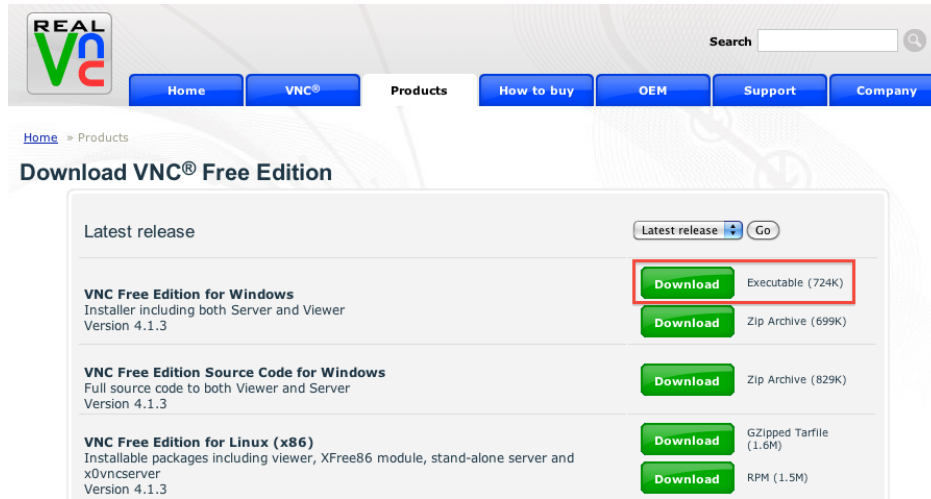 REAL
VNC
Search
Home VNC® Products How to buy OEM Support Company
Home » Products
Download VNC® Free Edition
Latest release
Latest release Go
VNC Free Edition for Windows
Installer including both Server and Viewer
Version 4.1.3
Download Executable (724K)
Download Zip Archive (699K)
VNC Free Edition Source Code for Windows
Full source code to both Viewer and Server
Version 4.1.3
Download Zip Archive (829K)
VNC Free Edition for Linux (x86)
Installable packages including viewer, XFree86 module, stand-alone server and
x0vncserver
Version 4.1.3
Download GZipped Tarfile
(1.6M)
Download RPM (1.5M)